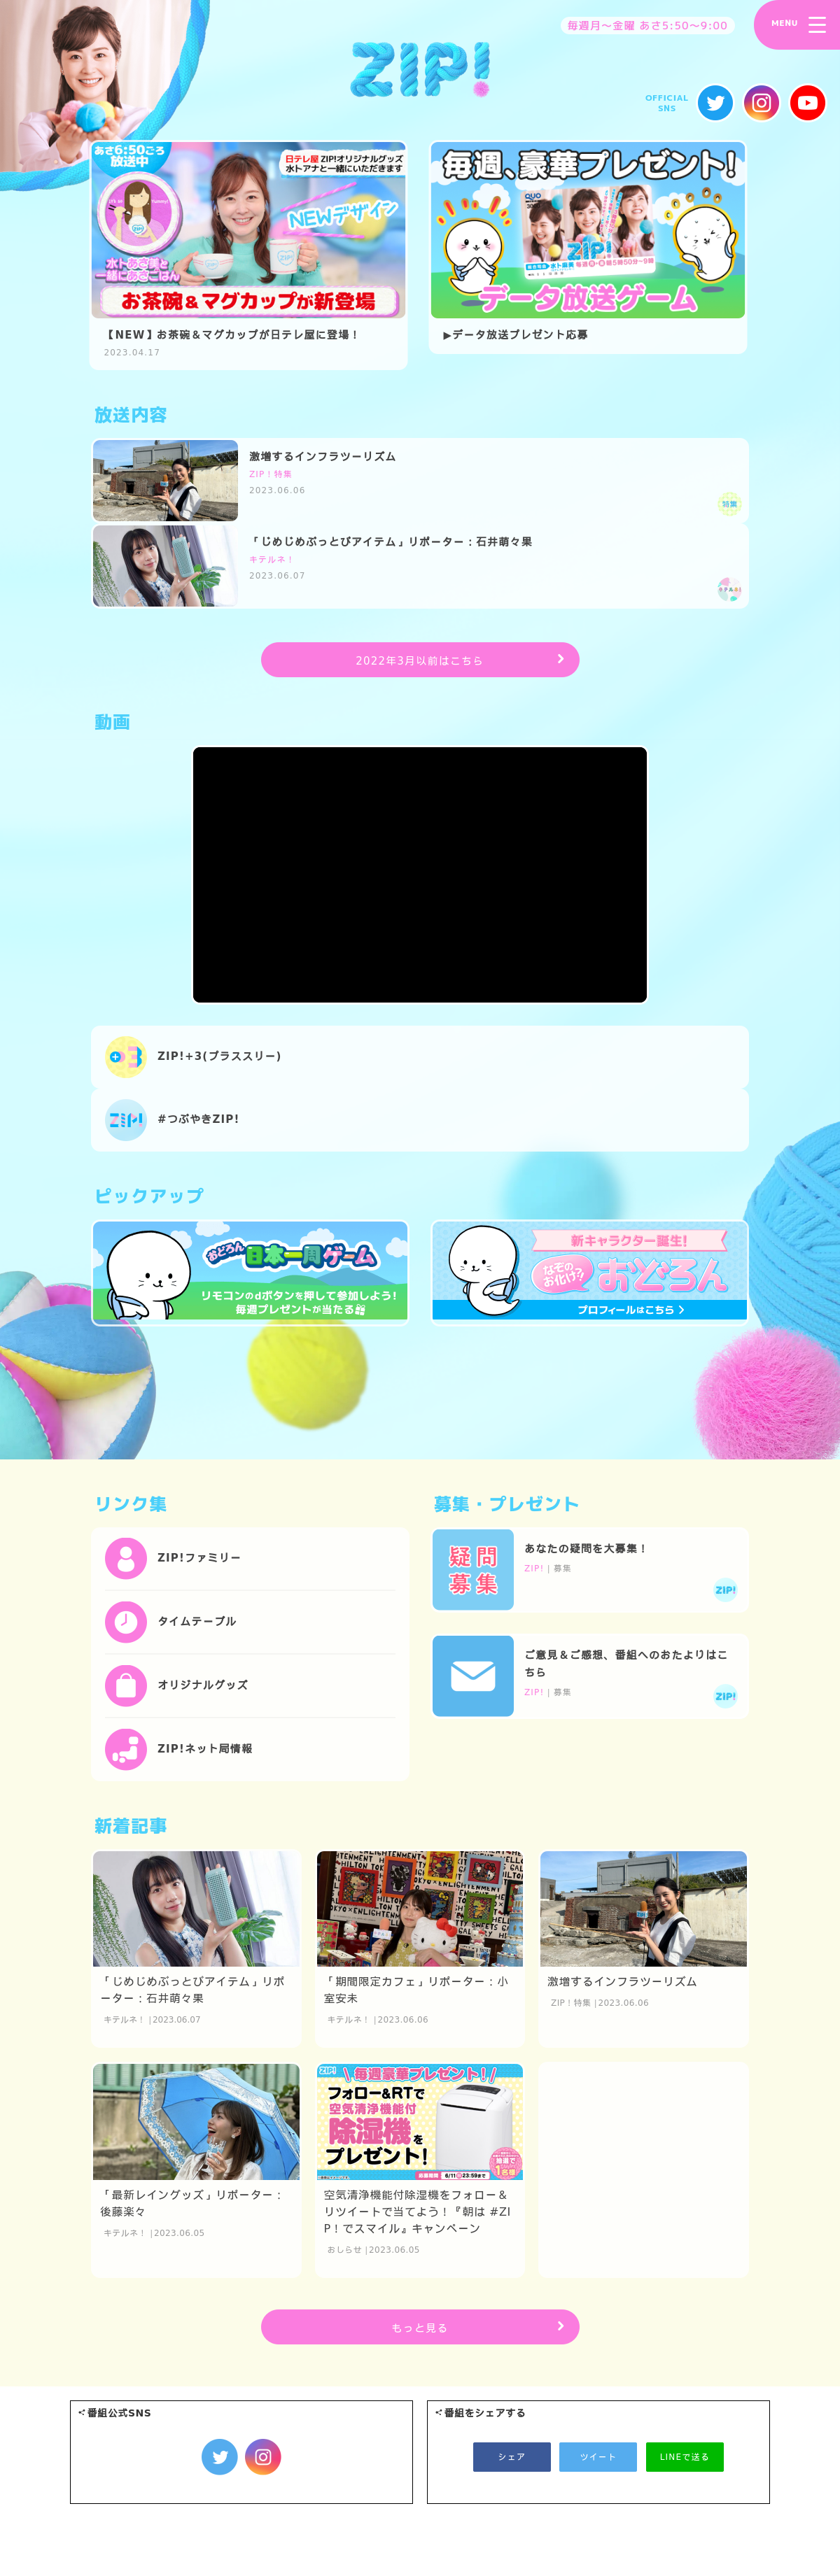 毎週月～金曜 あさ5:50～9:00
MENU
ZIP!
OFFICIAL
SNS
あさ6:50ごろ
放送中
日テレ屋 ZIP!オリジナルグッズ
水トアナと一緒にいただきます
NEWデザイン
水卜あさ美と
一緒にあさごはん
お茶碗&マグカップが新登場
【NEW】お茶碗＆マグカップが日テレ屋に登場！
2023.04.17
毎週、豪華プレゼント!
QUO
ZIP!
データ放送ゲーム
▶データ放送プレゼント応募
放送内容
激増するインフラツーリズム
ZIP！特集
2023.06.06
特集
「じめじめぶっとびアイテム」リポーター：石井萌々果
キテルネ！
2023.06.07
キテルネ!
2022年3月以前はこちら
動画
+3
ZIP!+3(プラススリー)
ZIP!
#つぶやきZIP!
ピックアップ
おどろん日本一周ゲーム
リモコンのdボタンを押して参加しよう!
毎週プレゼントが当たる
新キャラクター誕生!
なぞのお化け!?
おどろん
プロフィールはこちら
リンク集
ZIP!ファミリー
タイムテーブル
オリジナルグッズ
ZIP!ネット局情報
募集・プレゼント
疑問
募集
あなたの疑問を大募集！
ZIP! | 募集
ZIP!
ご意見＆ご感想、番組へのおたよりはこ
ちら
ZIP! | 募集
ZIP!
新着記事
「じめじめぶっとびアイテム」リポ
ーター：石井萌々果
キテルネ！ |2023.06.07
「期間限定カフェ」リポーター：小
室安未
キテルネ！ |2023.06.06
激増するインフラツーリズム
ZIP！特集 |2023.06.06
「最新レイングッズ」リポーター：
後藤楽々
キテルネ！ |2023.06.05
ZIP!
毎週豪華プレゼント!
フォロー&RTで
空気清浄機能付
除湿機を
プレゼント!
応募期間 6/11(日)23:59まで
抽選で
1名様
空気清浄機能付除湿機をフォロー＆
リツイートで当てよう！『朝は #ZI
P！でスマイル』キャンペーン
おしらせ |2023.06.05
もっと見る
番組公式SNS
番組をシェアする
シェア
ツイート
LINEで送る